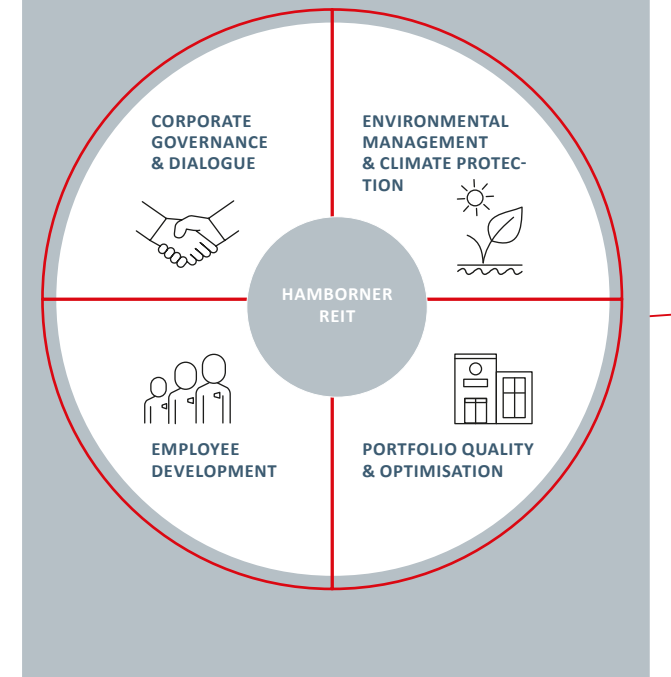 CORPORATE
GOVERNANCE
& DIALOGUE
ENVIRONMENTAL
MANAGEMENT
& CLIMATE PROTEC-
TION
HAMBORNER
REIT
EMPLOYEE
DEVELOPMENT
PORTFOLIO QUALITY
& OPTIMISATION